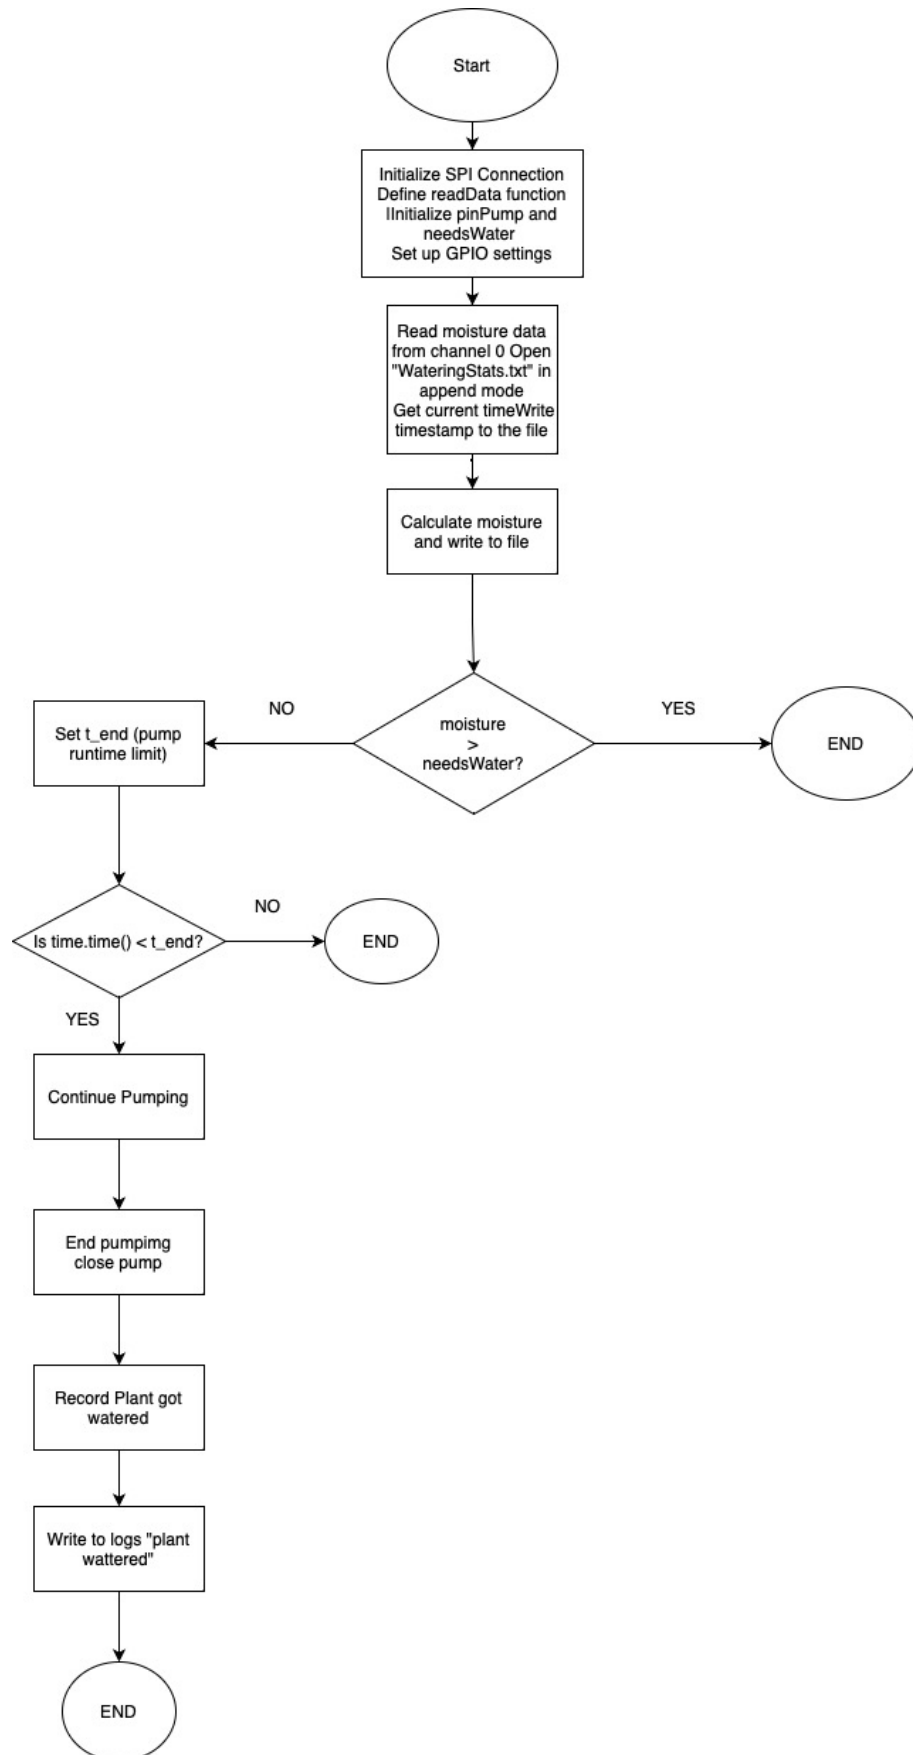 Start
Initialize SPI Connection
Define readData function
IInitialize pinPump and
needsWater
Set up GPIO settings
Read moisture data
from channel 0 Open
"WateringStats.txt" in
append mode
Get current timeWrite
timestamp to the file
Calculate moisture
and write to file
NO
YES
Set t_end (pump
runtime limit)
moisture
>
needsWater?
END
Is time.time() < t_end?
NO
END
YES
Continue Pumping
End pumpimg
close pump
Record Plant got
watered
Write to logs "plant
wattered"
END